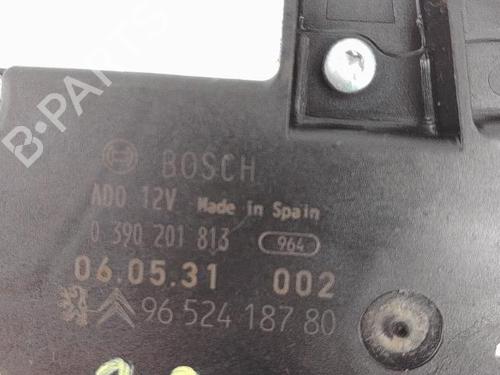 B-PARTS
BOSCH
ADO 12V Made in Spain
0 390 201 813 964
06.05.31 002
96 524 187 80